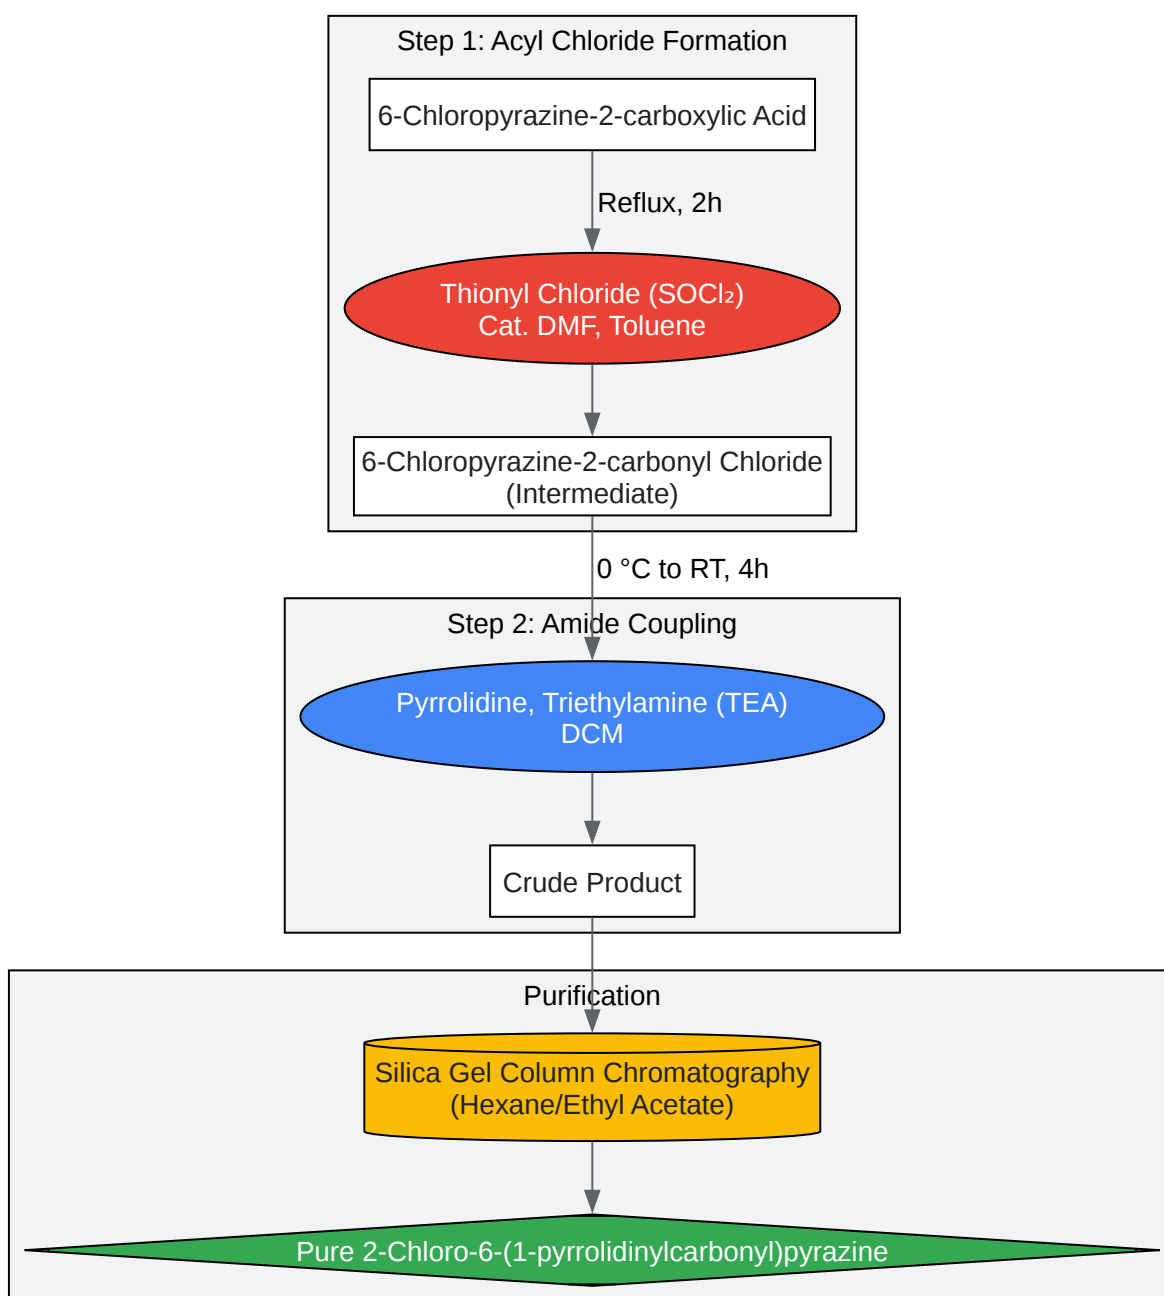 Step 1: Acyl Chloride Formation
6-Chloropyrazine-2-carboxylic Acid
Reflux, 2h
Thionyl Chloride (SOCl₂)
Cat. DMF, Toluene
6-Chloropyrazine-2-carbonyl Chloride
(Intermediate)
0 °C to RT, 4h
Step 2: Amide Coupling
Pyrrolidine, Triethylamine (TEA)
DCM
Crude Product
Purification
Silica Gel Column Chromatography
(Hexane/Ethyl Acetate)
Pure 2-Chloro-6-(1-pyrrolidinylcarbonyl)pyrazine